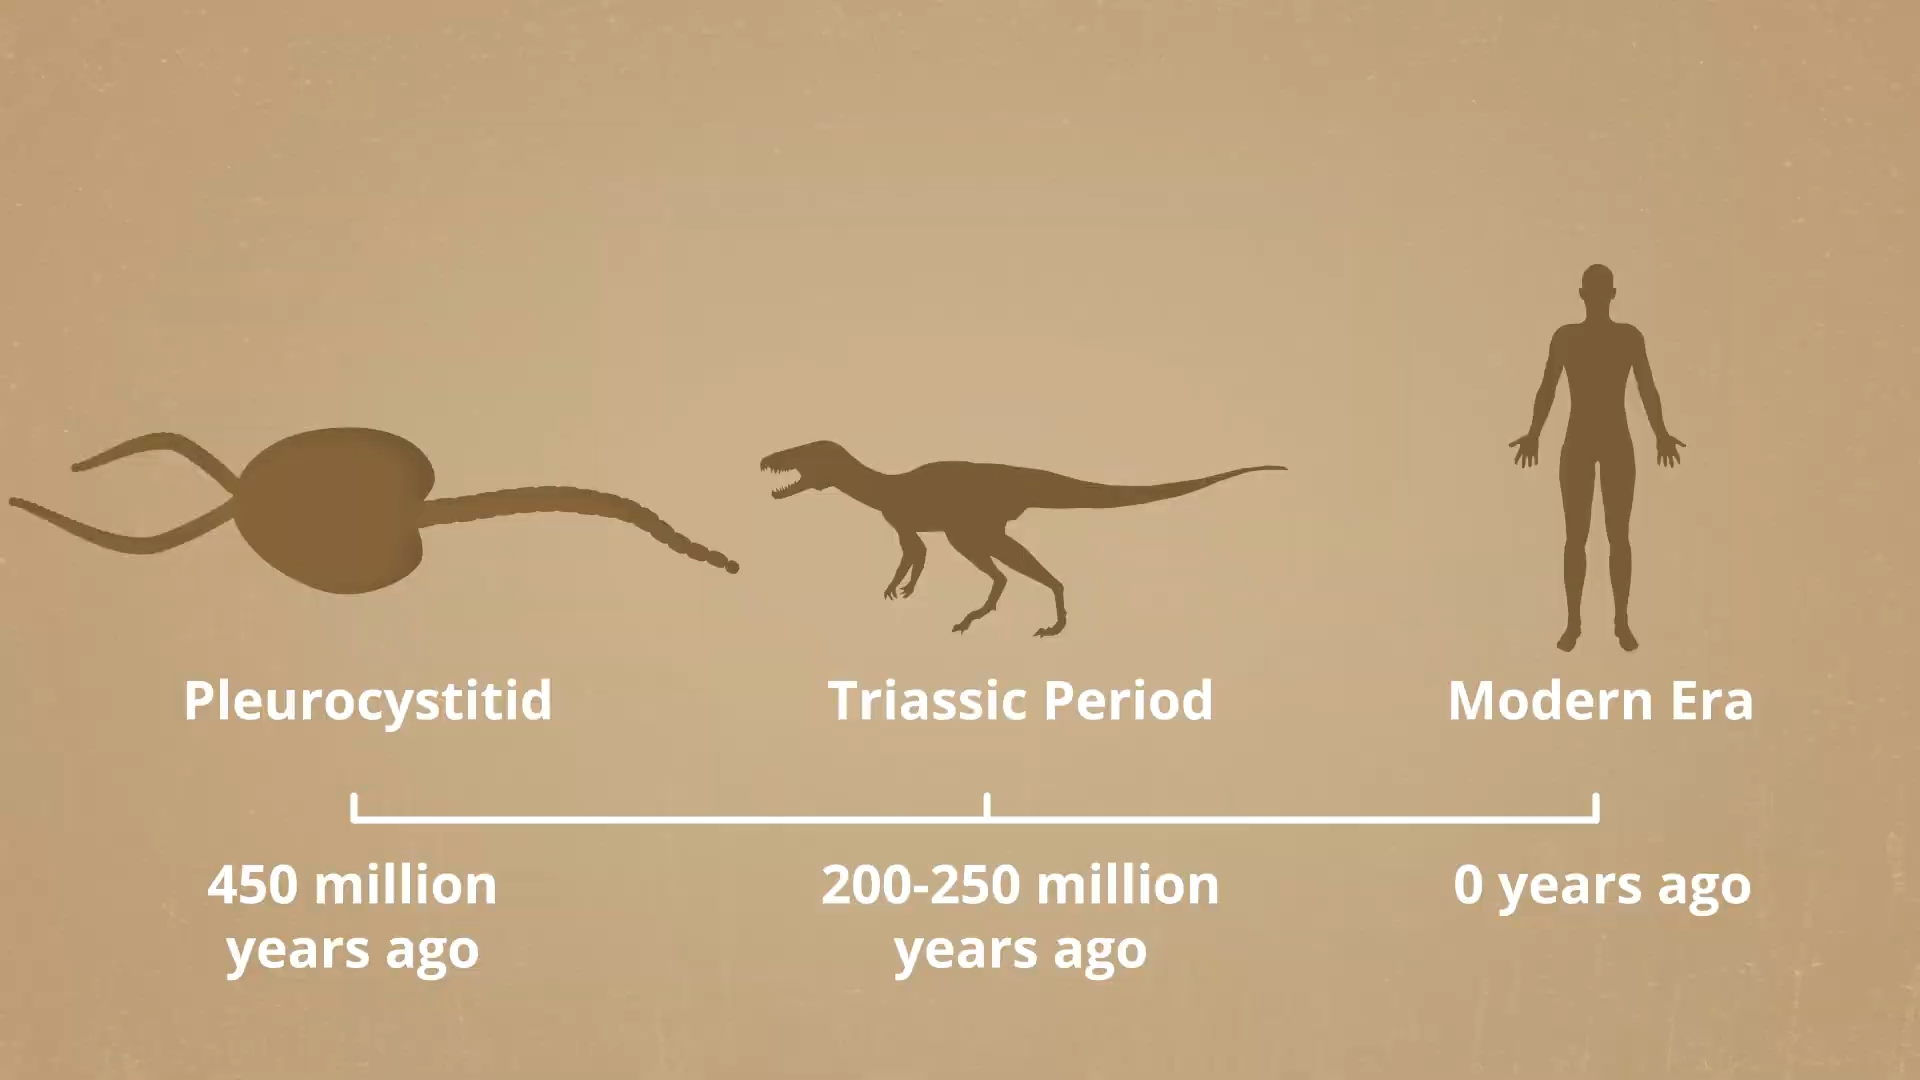 Pleurocystitid
Triassic Period
Modern Era
450 million
years ago
200-250 million
years ago
0 years ago